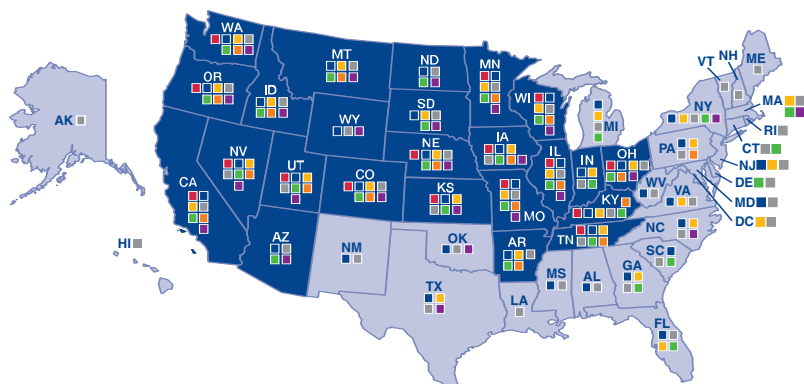 WA
MT
ND
MN
VT
NH
ME
OR
ID
SD
WI
MI
NY
MA
AK
WY
RI
NV
UT
NE
IA
IL
IN
OH
PA
CT
NJ
CA
CO
KS
MO
KY
WV
VA
DE
MD
DC
HI
AZ
NM
OK
AR
TN
NC
SC
TX
LA
MS
AL
GA
FL